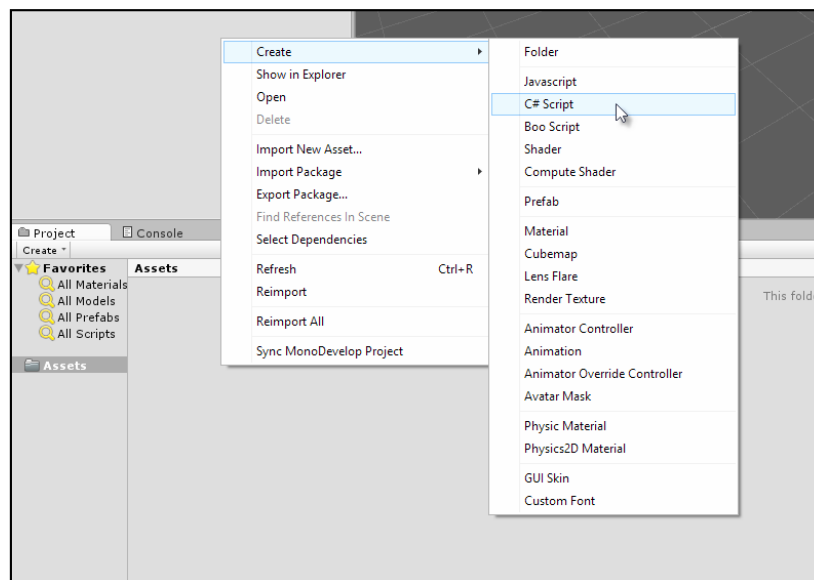 Create
Show in Explorer
Open
Delete
Import New Asset...
Import Package
Export Package...
Find References In Scene
Select Dependencies
Refresh Ctrl+R
Reimport
Reimport All
Sync MonoDevelop Project
Folder
Javascript
C# Script
Boo Script
Shader
Compute Shader
Prefab
Material
Cubemap
Lens Flare
Render Texture
Animator Controller
Animation
Animator Override Controller
Avatar Mask
Physic Material
Physics2D Material
GUI Skin
Custom Font
Project Console
Create
Favorites
All Materials
All Models
All Prefabs
All Scripts
Assets
Assets
This